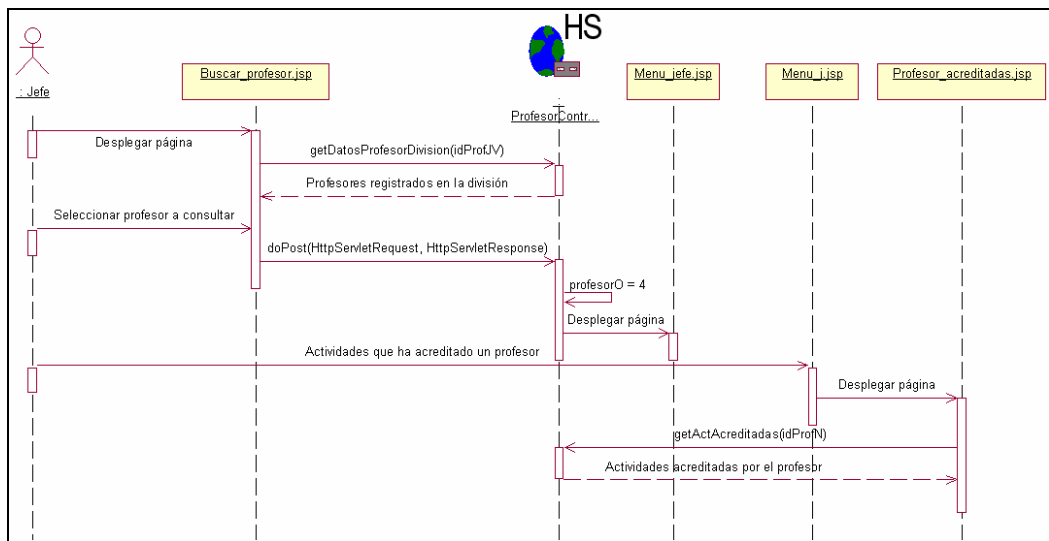 HS
Buscar_profesor.jsp
Menu_jefe.jsp
Menu_j.jsp
Profesor_acreditadas.jsp
: Jefe
:
ProfesorContr...
Desplegar página
getDatosProfesorDivision(idProfJV)
Profesores registrados en la división
Seleccionar profesor a consultar
doPost(HttpServletRequest, HttpServletResponse)
profesorO = 4
Desplegar página
Actividades que ha acreditado un profesor
Desplegar página
getActAcreditadas(idProfN)
Actividades acreditadas por el profesor